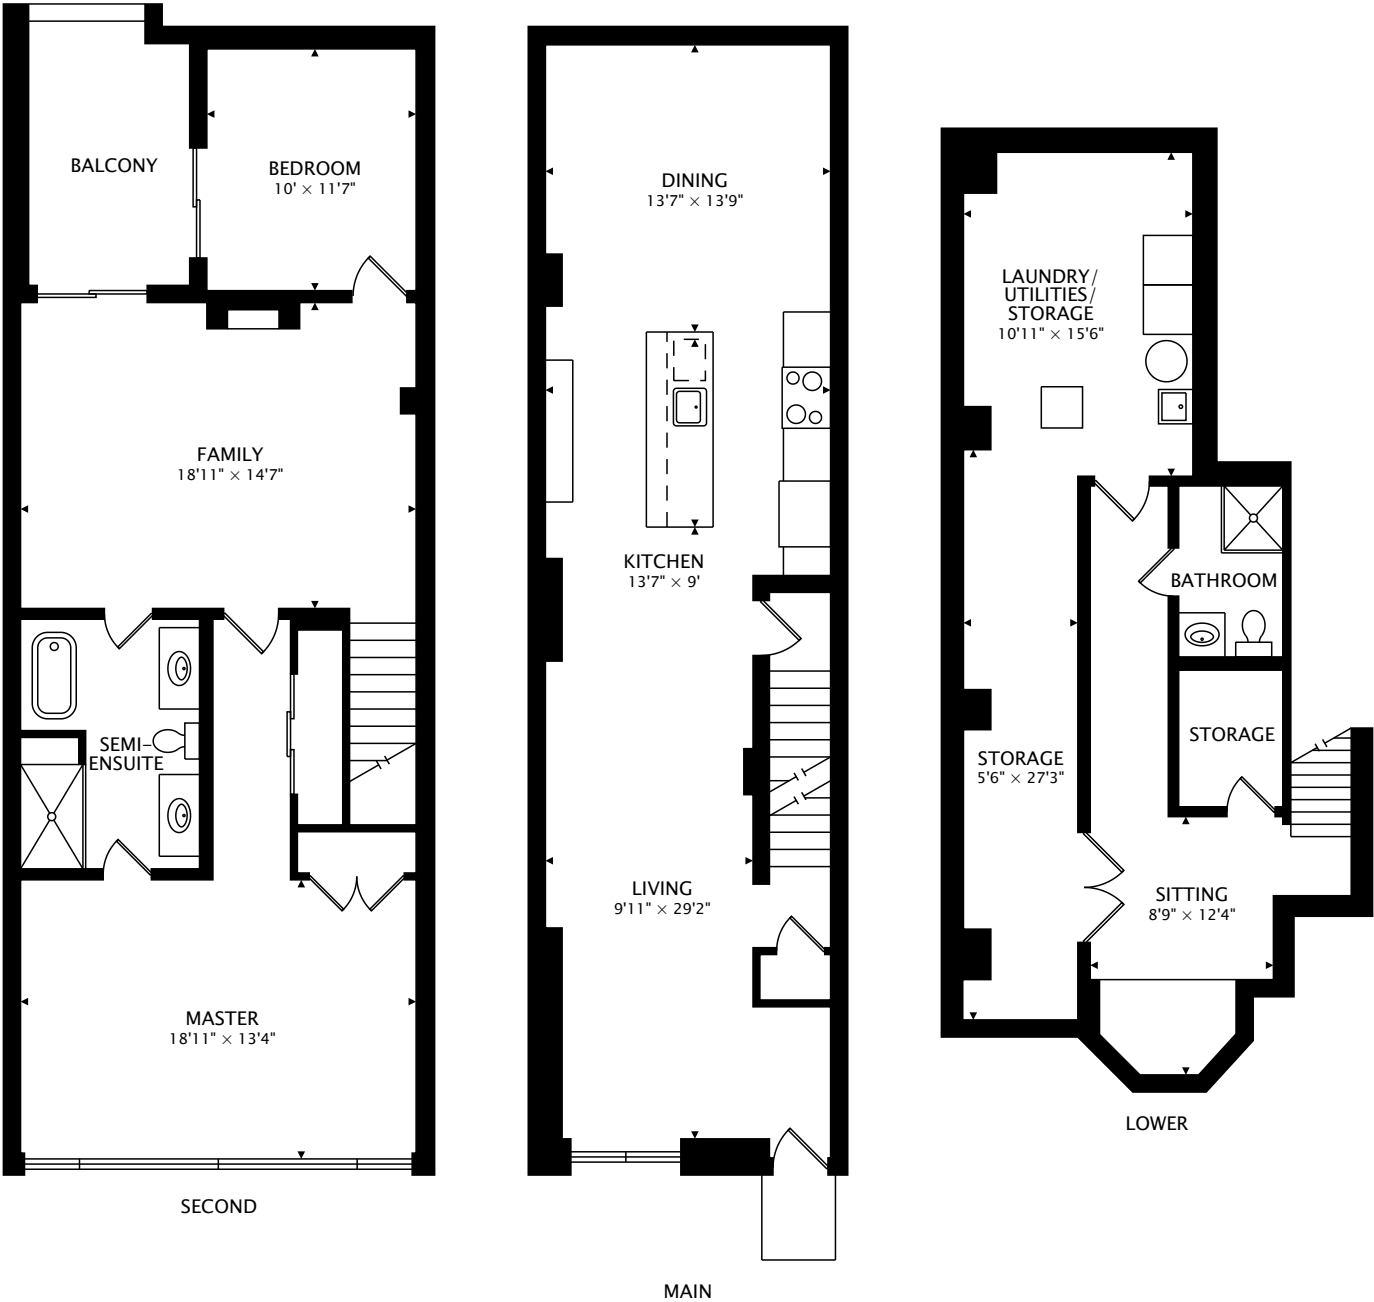 BALCONY
BEDROOM
10' × 11'7"
FAMILY
18'11" × 14'7"
SEMI-
ENSUITE
MASTER
18'11" × 13'4"
SECOND
DINING
13'7" × 13'9"
KITCHEN
13'7" × 9'
LIVING
9'11" × 29'2"
MAIN
LAUNDRY/
UTILITIES/
STORAGE
10'11" × 15'6"
BATHROOM
STORAGE
STORAGE
5'6" × 27'3"
SITTING
8'9" × 12'4"
LOWER